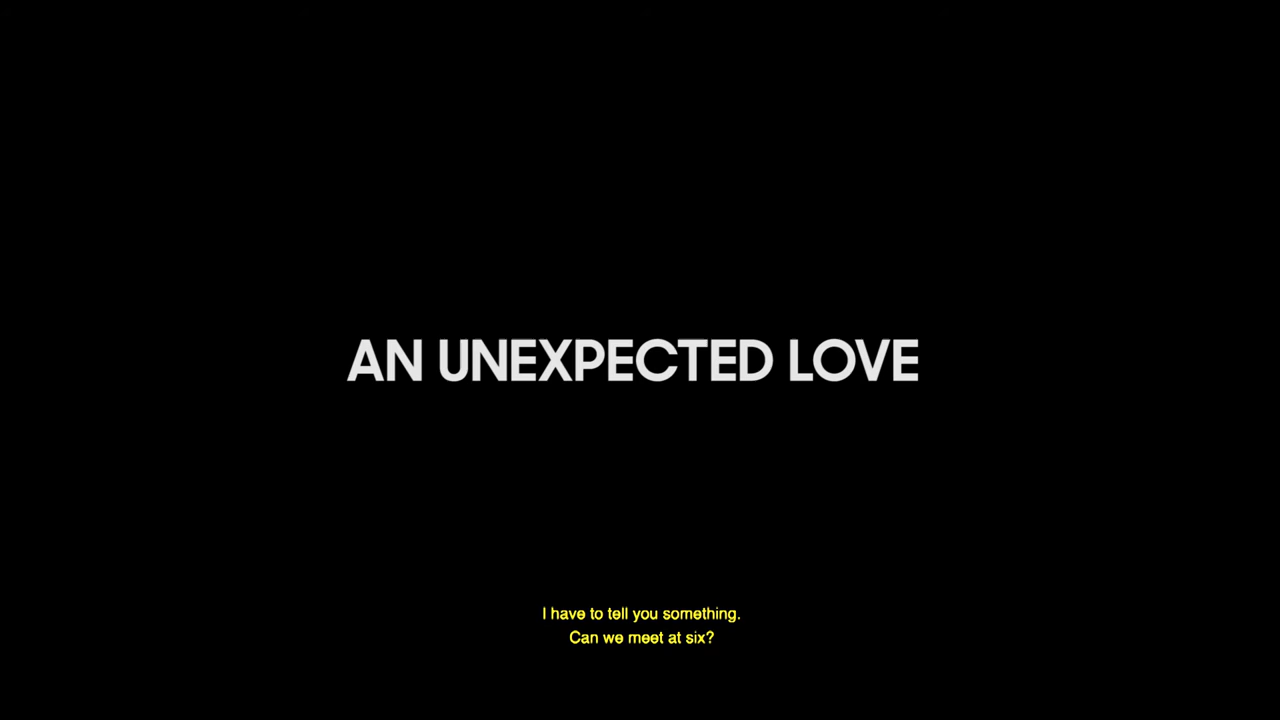 AN UNEXPECTED LOVE
I have to tell you something.
Can we meet at six?